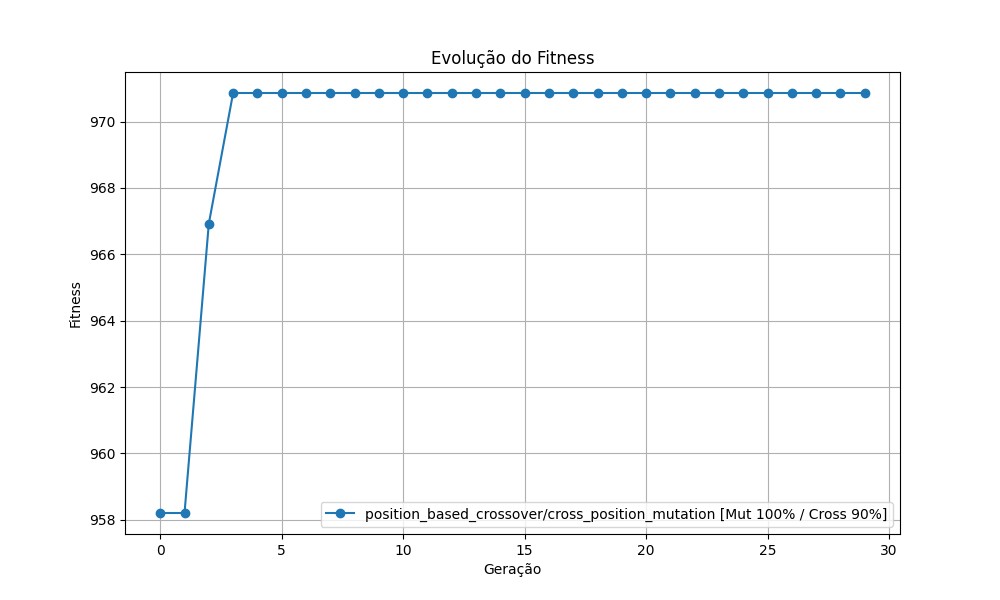 Evolução do Fitness
Fitness
970
968
966
964
962
960
958
position_based_crossover/cross_position_mutation [Mut 100% / Cross 90%]
0 5 10 15 20 25 30
Geração